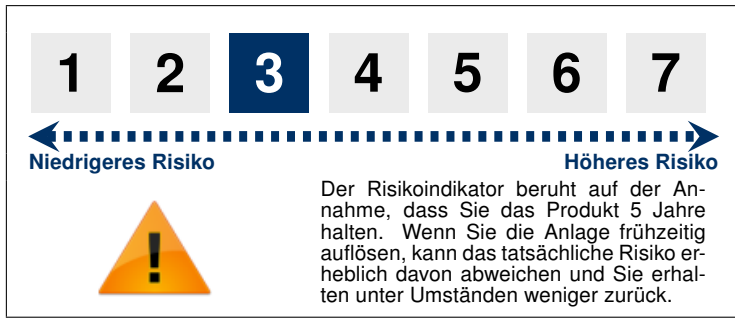 1 2 3 4 5 6 7
Niedrigeres Risiko Höheres Risiko
Der Risikoindikator beruht auf der An-
nahme, dass Sie das Produkt 5 Jahre
halten. Wenn Sie die Anlage frühzeitig
auflösen, kann das tatsächliche Risiko er-
heblich davon abweichen und Sie erhal-
ten unter Umständen weniger zurück.
!